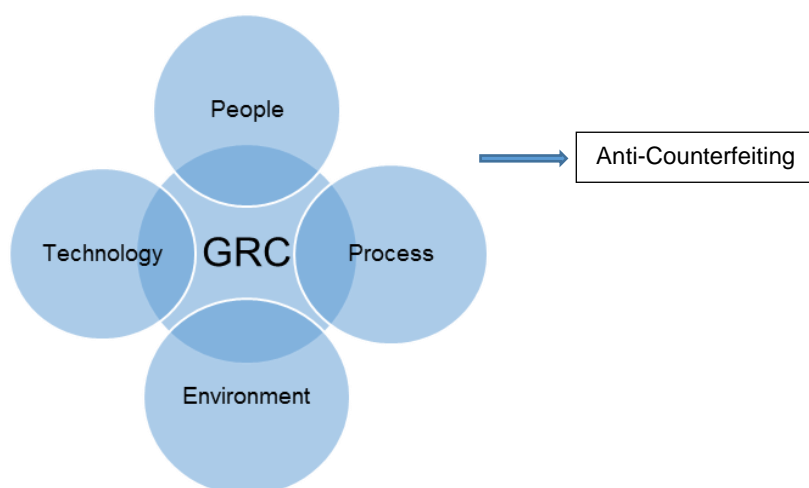 People
Anti-Counterfeiting
Technology
GRC
Process
Environment